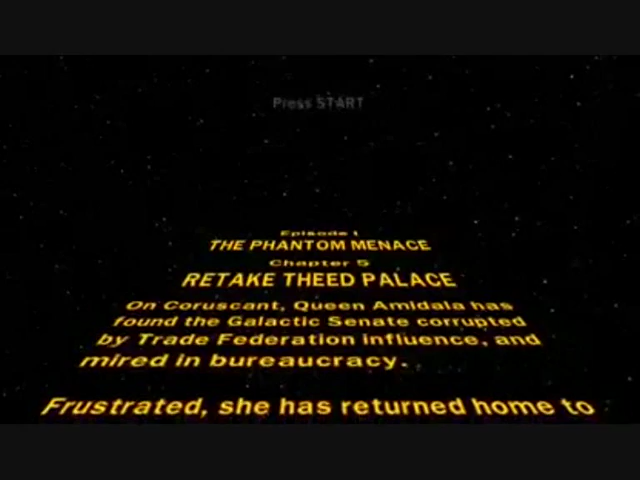 Press START
Episode I
THE PHANTOM MENACE
Chapter 5
RETAKE THEED PALACE
On Coruscant, Queen Amidala has
found the Galactic Senate corrupted
by Trade Federation influence, and
mired in bureaucracy.
Frustrated, she has returned home to